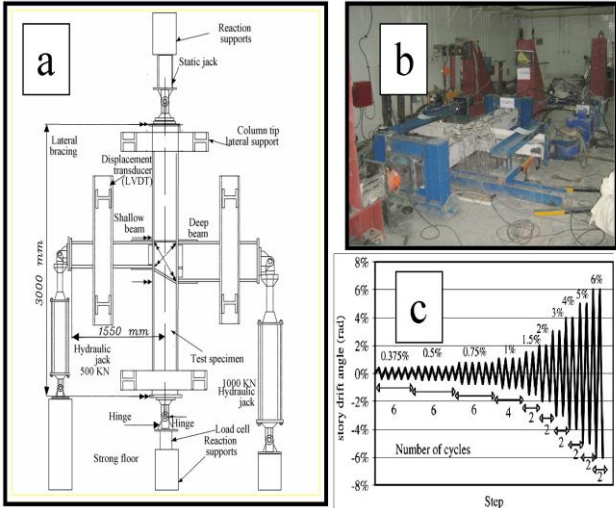 a
Reaction
supports
Static jack
Column tip
lateral support
Lateral
bracing
Displacement
transducer
(LVDT)
Shallow
beam
Deep
beam
3000 mm
1550 mm
Hydraulic
jack
500 KN
Test specimen
1000 KN
Hydraulic
jack
Hinge
Hinge
Load cell
Reaction
supports
Strong floor
b
c
story drift angle (rad)
8%
6%
4%
2%
0%
-2%
-4%
-6%
-8%
0.375%
0.5%
0.75%
1%
1.5%
2%
3%
4%
5%
6%
6
6
6
4
2
2
2
2
2
2
Number of cycles
Step